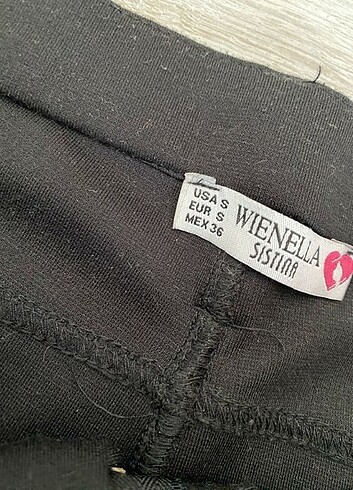 USA S
EUR S
MEX 36
WIENELLA
SISTINA